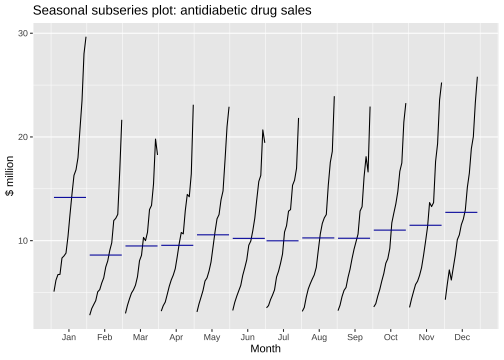 Seasonal subseries plot: antidiabetic drug sales
30
20
10
$ million
Jan Feb Mar Apr May Jun Jul Aug Sep Oct Nov Dec
Month